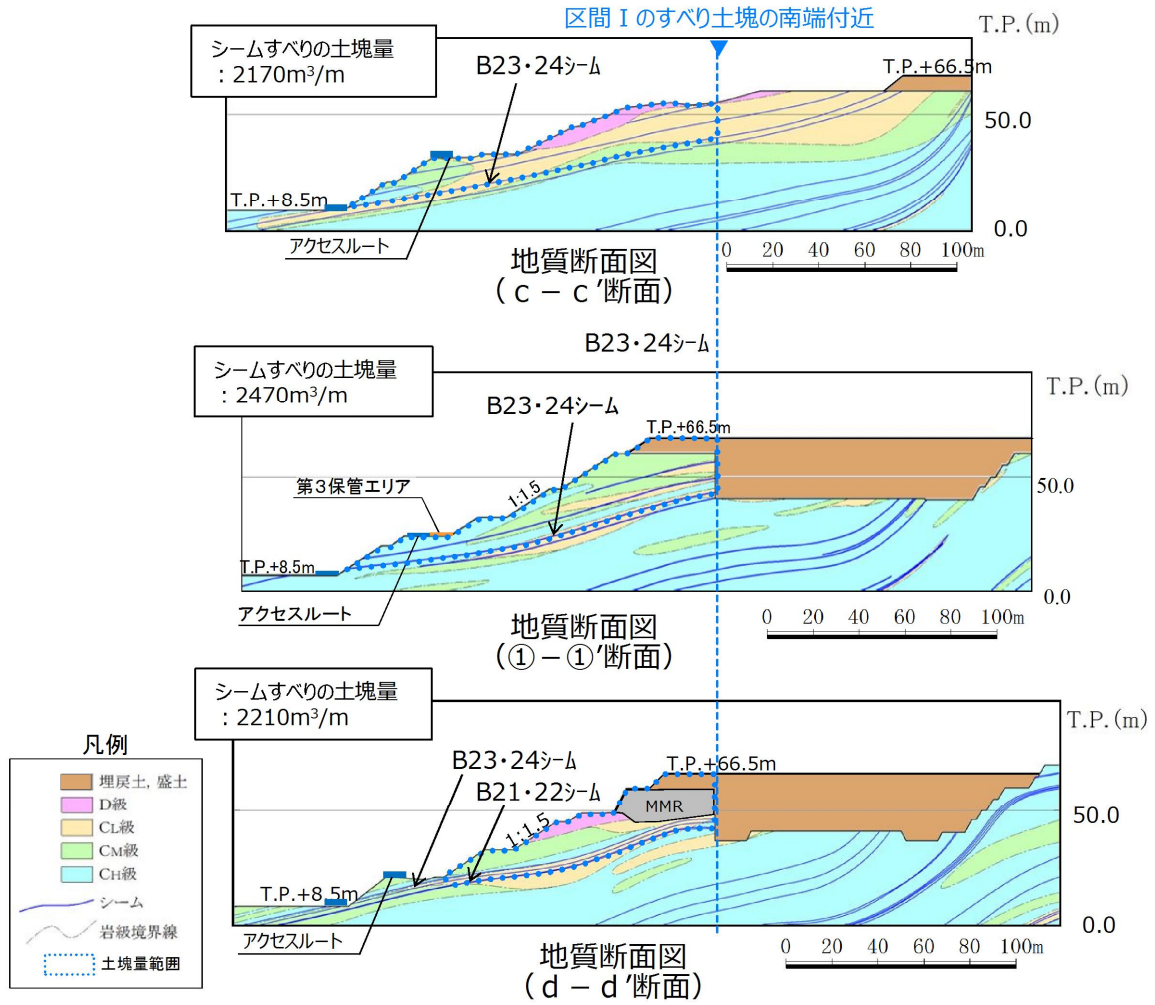 区間Ⅰのすべり土塊の南端付近
T.P.(m)
シームすべりの土塊量
：2170m³/m
B23・24ｼｰﾑ
T.P.+66.5m
50.0
T.P.+8.5m
0.0
アクセスルート
地質断面図
（ｃ－ｃ′断面）
0 20 40 60 80 100m
B23・24ｼｰﾑ
シームすべりの土塊量
：2470m³/m
T.P.(m)
B23・24ｼｰﾑ
T.P.+66.5m
第３保管エリア
1:1.5
50.0
T.P.+8.5m
0.0
アクセスルート
地質断面図
（①－①′断面）
0 20 40 60 80 100m
シームすべりの土塊量
：2210m³/m
T.P.(m)
B23・24ｼｰﾑ
T.P.+66.5m
B21・22ｼｰﾑ
MMR
1:1.5
50.0
T.P.+8.5m
0.0
アクセスルート
地質断面図
（ｄ－ｄ′断面）
0 20 40 60 80 100m
凡例
埋戻土，盛土
D級
CL級
CM級
CH級
シーム
岩級境界線
土塊量範囲